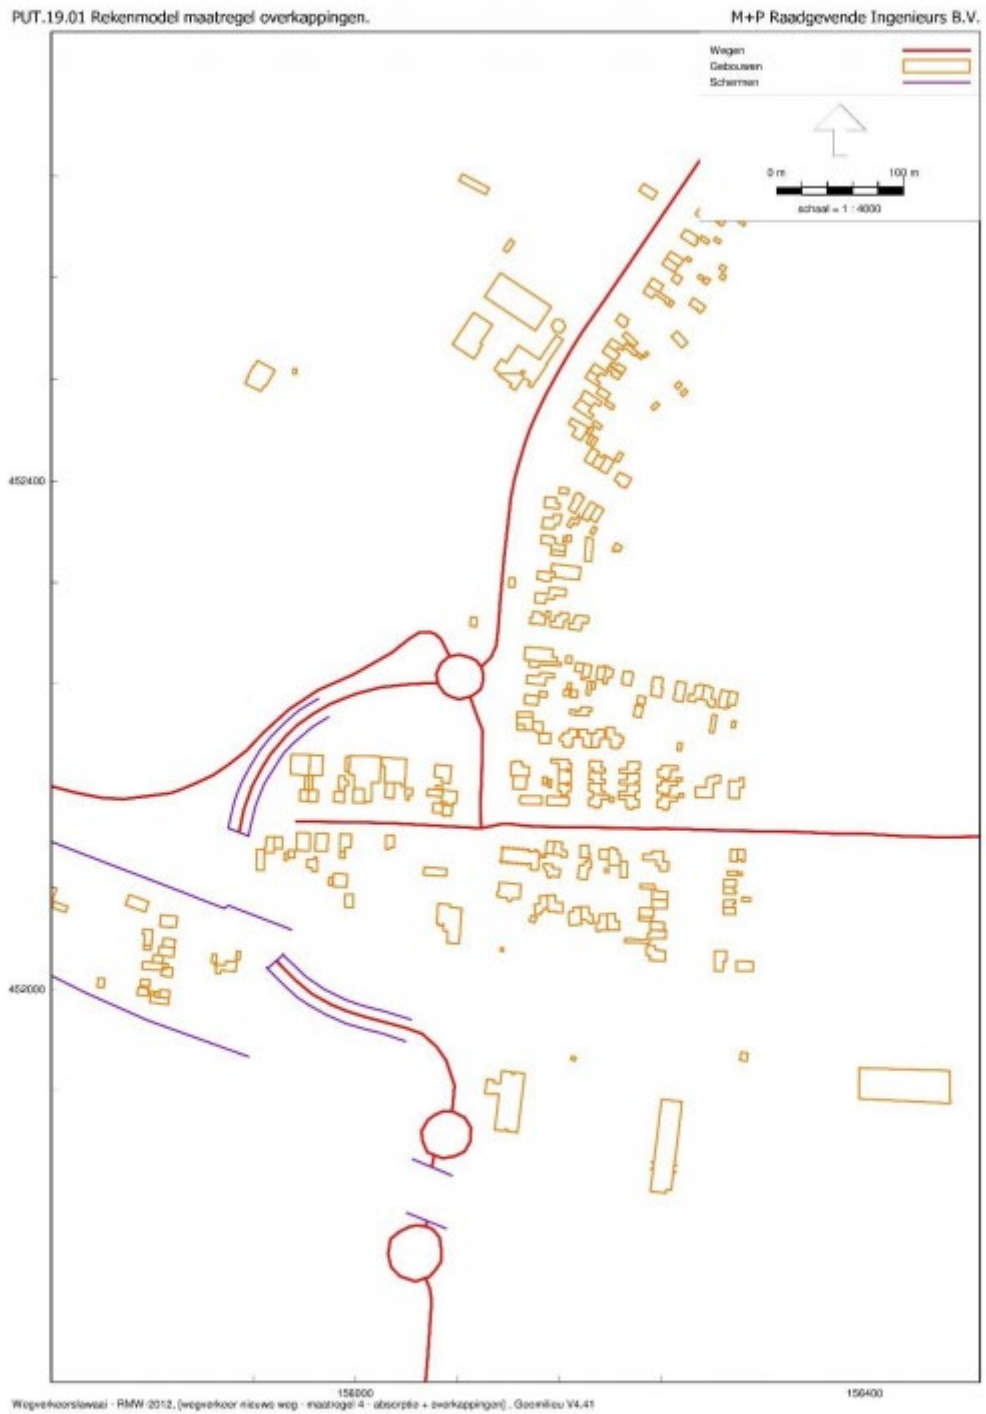 PUT.19.01 Rekenmodel maatregel overkappingen.
M+P Raadgevende Ingenieurs B.V.
Wegen
Gebouwen
Schermen
0 m 100 m
schaal = 1 : 4000
452400
452000
156000
156400
Wegverkeerslawaai - RMW-2012, [wegverkeer nieuwe weg - maatregel 4 - absorptie + overkappingen] , Geomilieu V4.41